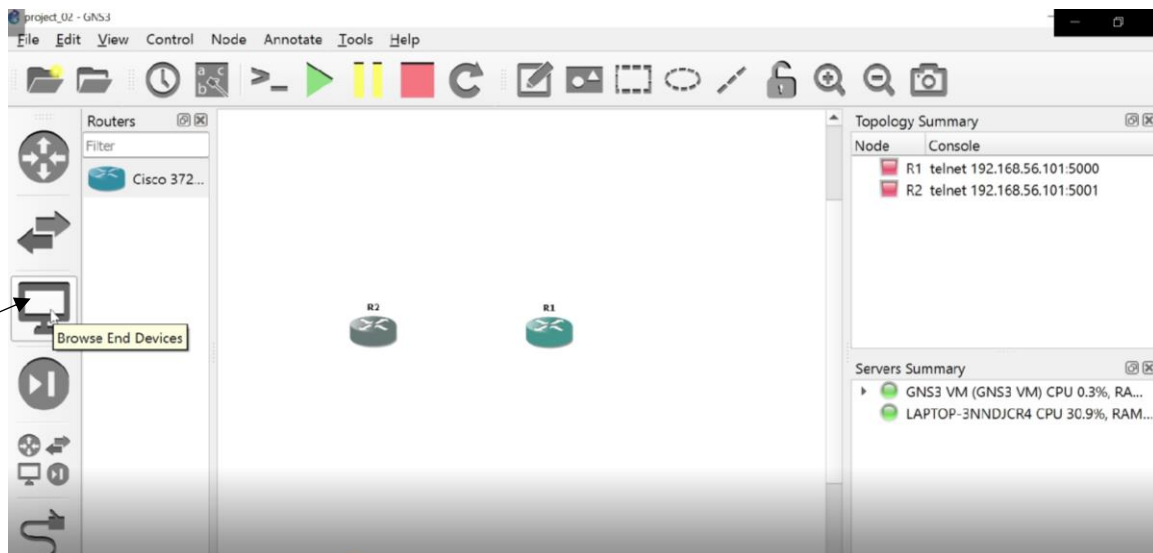 project_02 - GNS3
File Edit View Control Node Annotate Tools Help
Routers
Filter
Cisco 372...
Browse End Devices
R2
R1
Topology Summary
Node Console
R1 telnet 192.168.56.101:5000
R2 telnet 192.168.56.101:5001
Servers Summary
GNS3 VM (GNS3 VM) CPU 0.3%, RA...
LAPTOP-3NNDJCR4 CPU 30.9%, RAM...